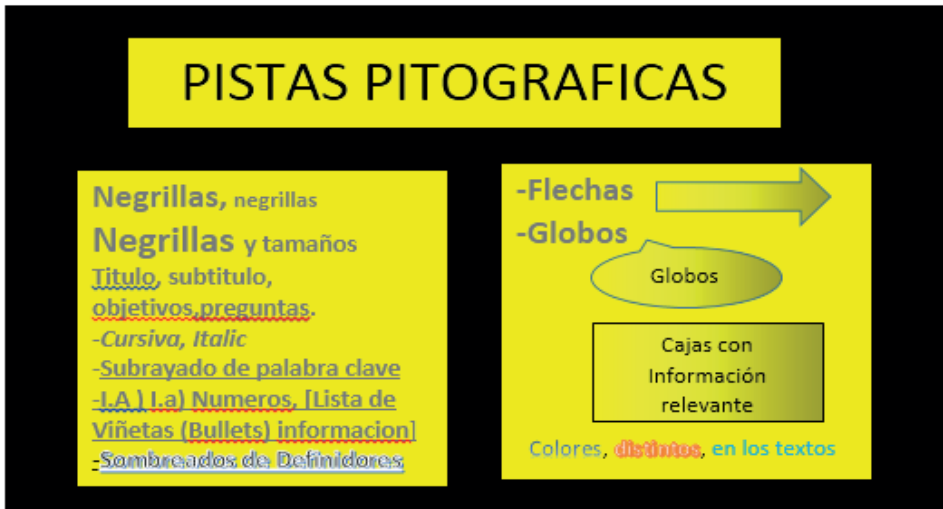 PISTAS PITOGRAFICAS
Negrillas, negrillas
Negrillas y tamaños
Titulo, subtitulo,
objetivos,preguntas.
-Cursiva, Italic
-Subrayado de palabra clave
-I.A ) I.a) Numeros, [Lista de
Viñetas (Bullets) informacion]
-Sombreados de Definidores
-Flechas
-Globos
Globos
Cajas con
Información
relevante
Colores, distintos, en los textos